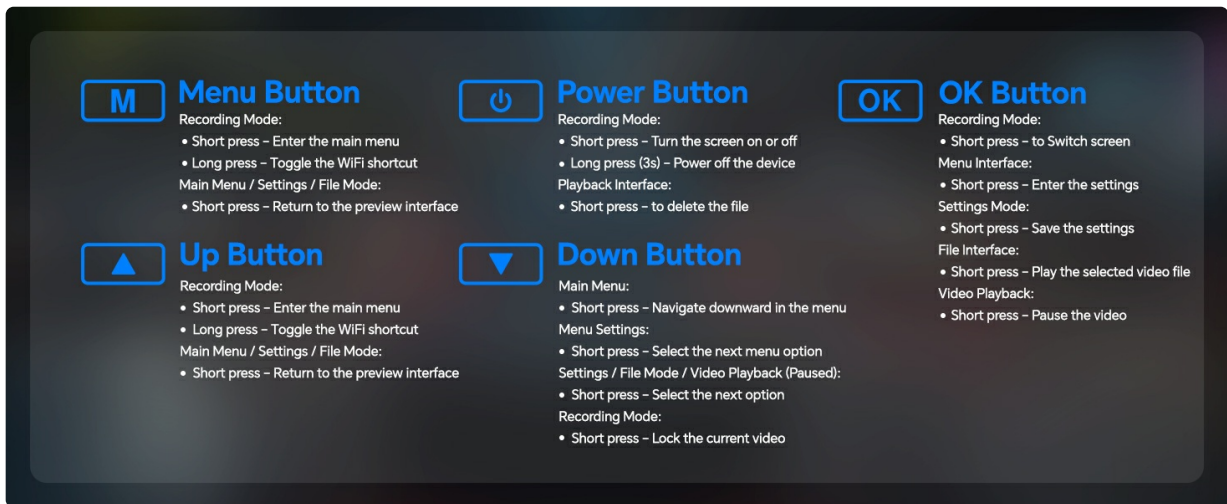 M
Menu Button
Recording Mode:
• Short press – Enter the main menu
• Long press – Toggle the WiFi shortcut
Main Menu / Settings / File Mode:
• Short press – Return to the preview interface
Power Button
Recording Mode:
• Short press – Turn the screen on or off
• Long press (3s) – Power off the device
Playback Interface:
• Short press – to delete the file
OK
OK Button
Recording Mode:
• Short press – to Switch screen
Menu Interface:
• Short press – Enter the settings
Settings Mode:
• Short press – Save the settings
File Interface:
• Short press – Play the selected video file
Video Playback:
• Short press – Pause the video
Up Button
Recording Mode:
• Short press – Enter the main menu
• Long press – Toggle the WiFi shortcut
Main Menu / Settings / File Mode:
• Short press – Return to the preview interface
Down Button
Main Menu:
• Short press – Navigate downward in the menu
Menu Settings:
• Short press – Select the next menu option
Settings / File Mode / Video Playback (Paused):
• Short press – Select the next option
Recording Mode:
• Short press – Lock the current video